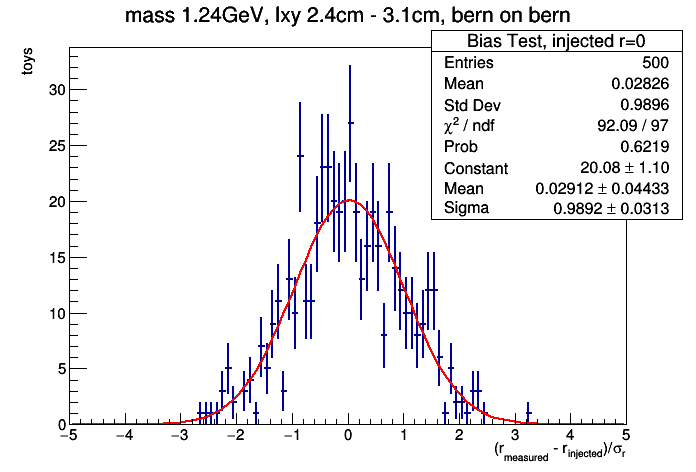 mass 1.24GeV, lxy 2.4cm - 3.1cm, bern on bern
Bias Test, injected r=0
Entries 500
Mean 0.02826
Std Dev 0.9896
χ² / ndf 92.09 / 97
Prob 0.6219
Constant 20.08 ± 1.10
Mean 0.02912 ± 0.04433
Sigma 0.9892 ± 0.0313
toys
30
25
20
15
10
5
0
−5 −4 −3 −2 −1 0 1 2 3 4 5
(r_measured - r_injected)/σ_r